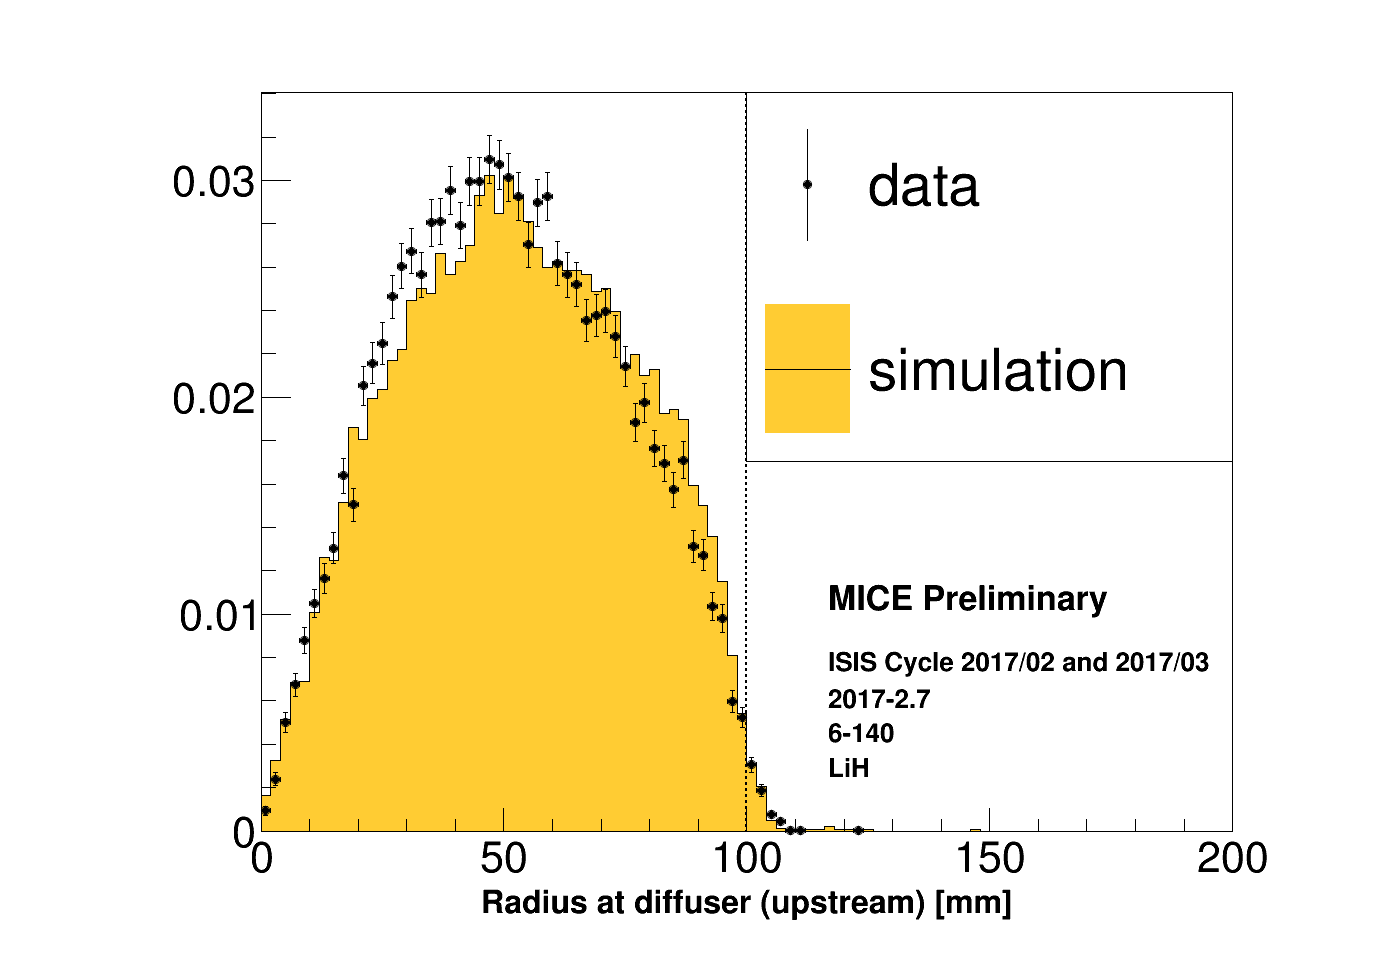 0.03
0.02
0.01
0
0 50 100 150 200
Radius at diffuser (upstream) [mm]
data
simulation
MICE Preliminary
ISIS Cycle 2017/02 and 2017/03
2017-2.7
6-140
LiH